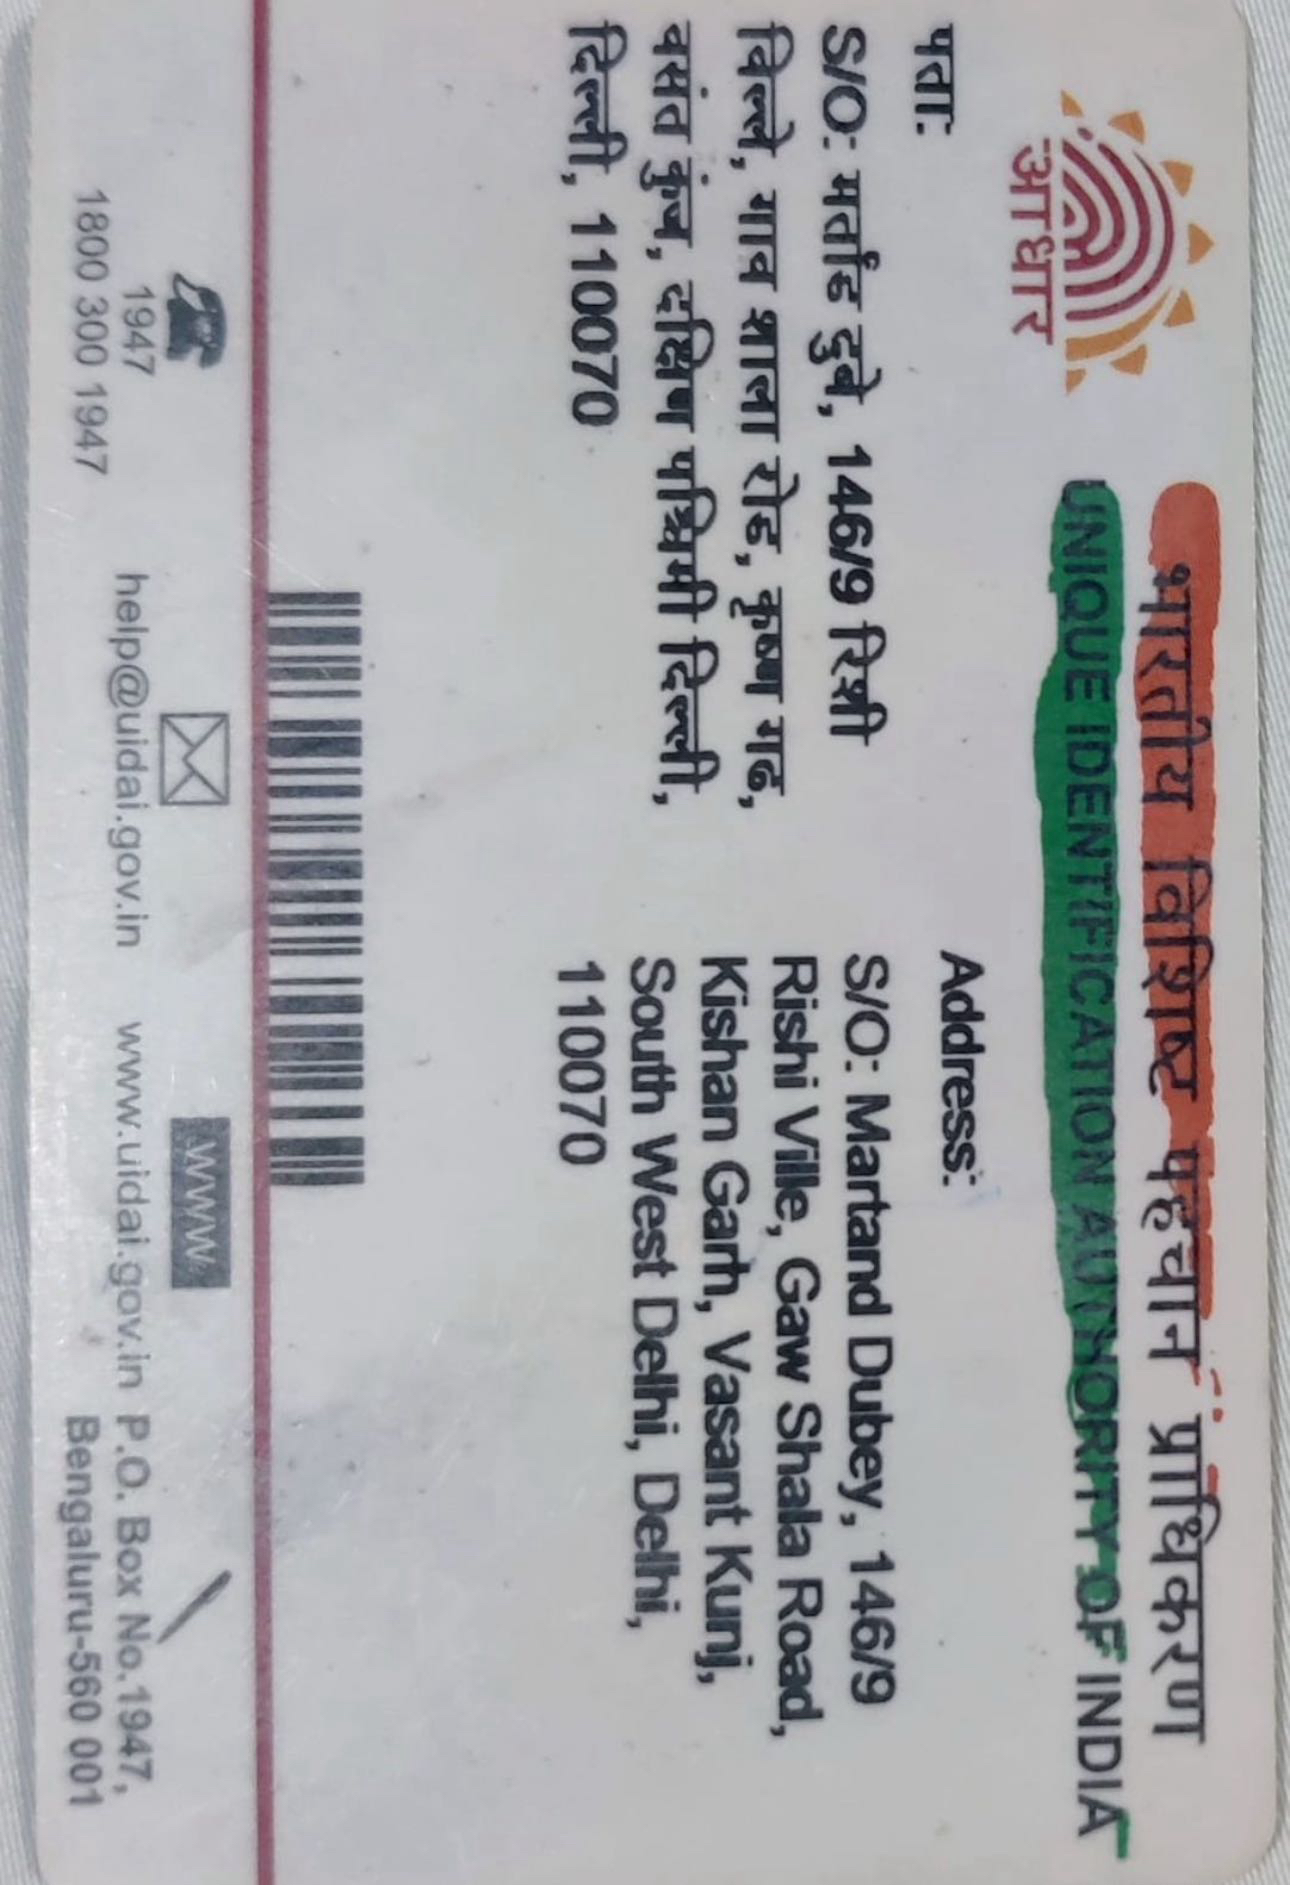 आधार
भारतीय विशिष्ट पहचान प्राधिकरण
UNIQUE IDENTIFICATION AUTHORITY OF INDIA
पता:
S/O: मर्तांड दुबे, 146/9 रिशी
विल्ले, गाव शाला रोड, कृष्ण गढ,
वसंत कुंज, दक्षिण पश्चिमी दिल्ली,
दिल्ली, 110070
Address:
S/O: Martand Dubey, 146/9
Rishi Ville, Gaw Shala Road,
Kishan Garh, Vasant Kunj,
South West Delhi, Delhi,
110070
1947
1800 300 1947
help@uidai.gov.in
WWW
www.uidai.gov.in
P.O. Box No.1947,
Bengaluru-560 001